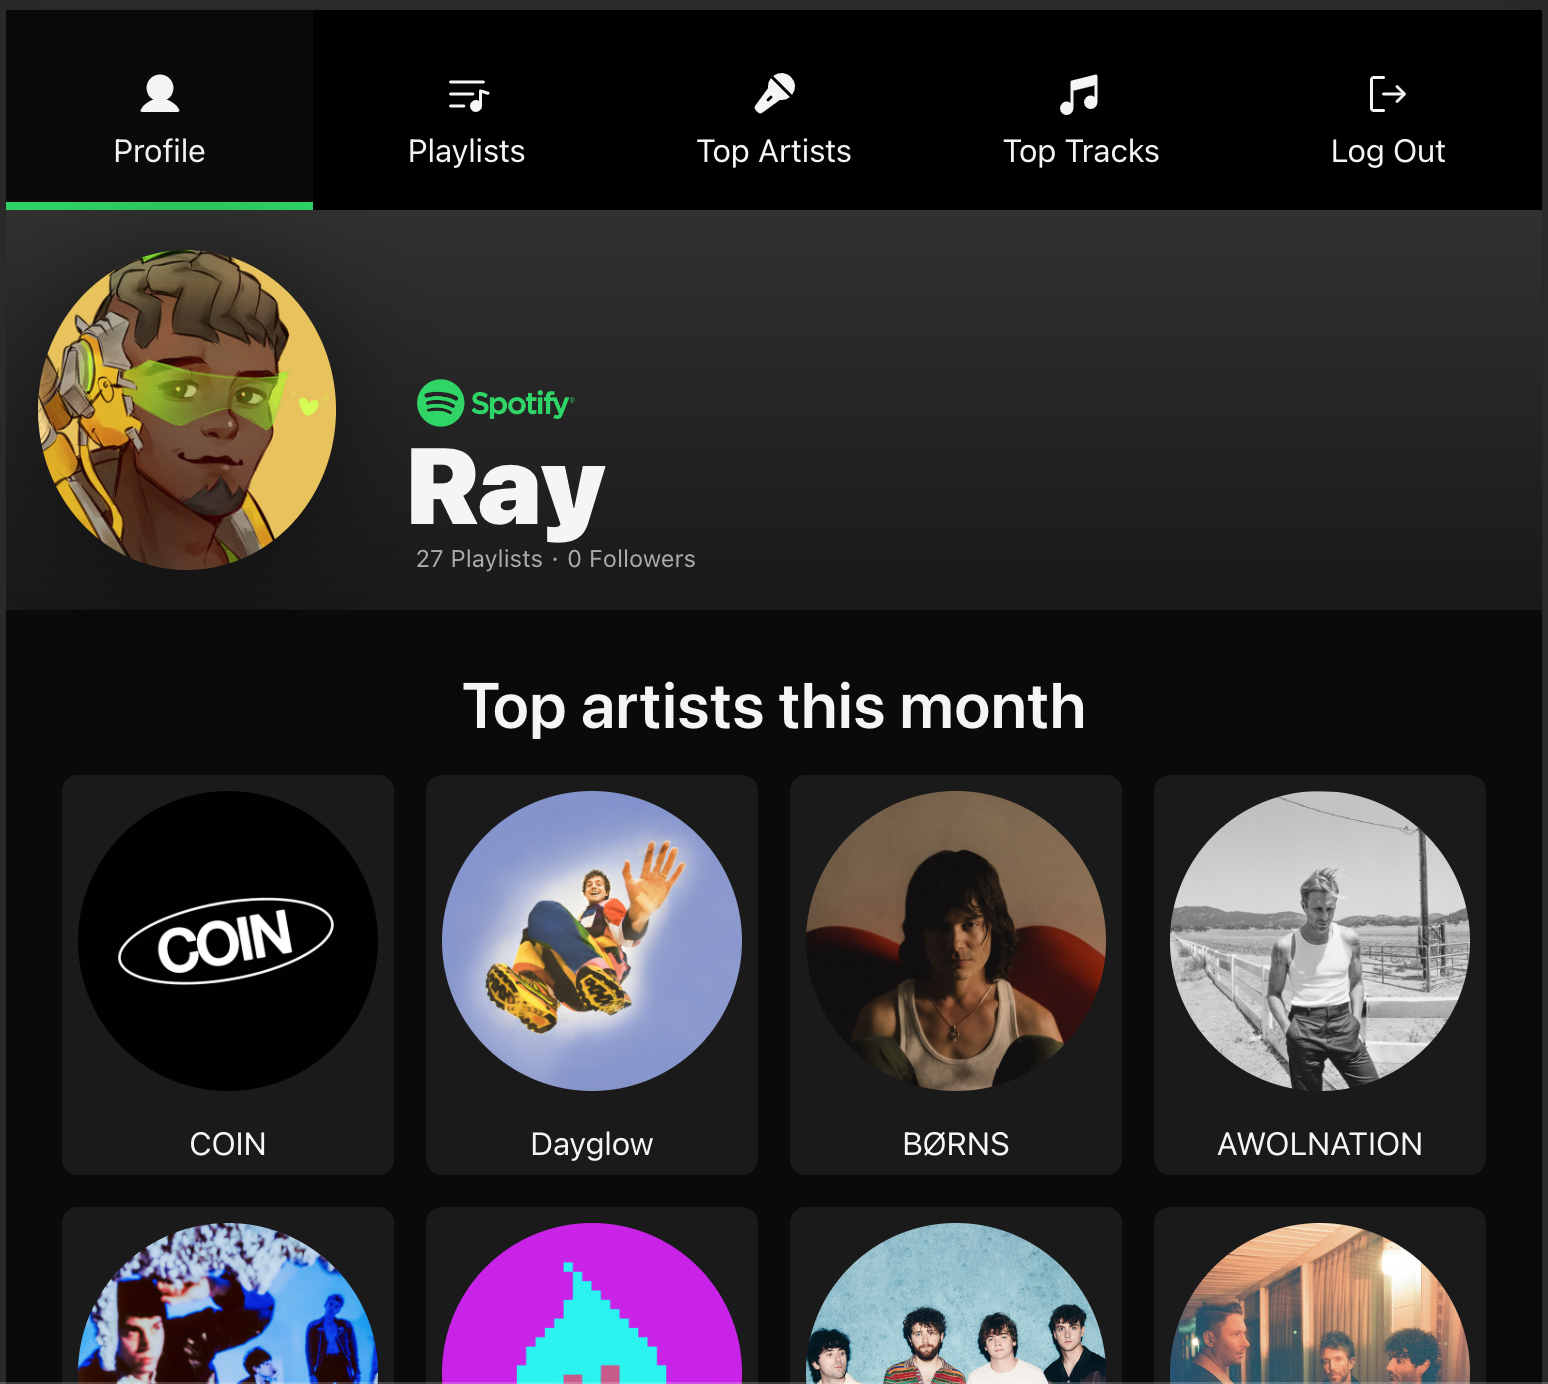 Profile
Playlists
Top Artists
Top Tracks
Log Out
Spotify®
Ray
27 Playlists · 0 Followers
Top artists this month
COIN
COIN
Dayglow
BØRNS
AWOLNATION